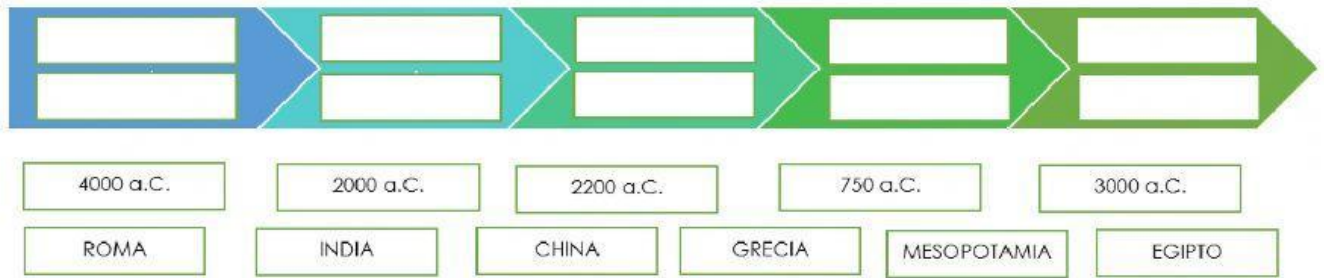 4000 a.C. 2000 a.C. 2200 a.C. 750 a.C. 3000 a.C.
ROMA INDIA CHINA GRECIA MESOPOTAMIA EGIPTO